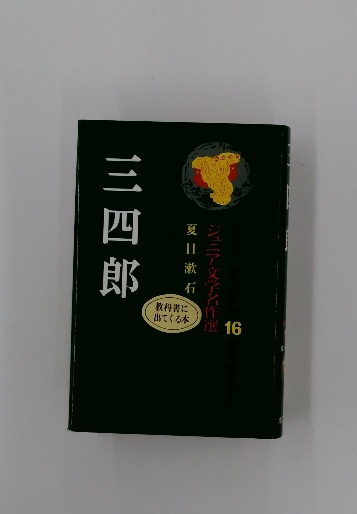 三四郎
ジュニア文学名作選
16
夏目漱石
教科書に
出てくる本